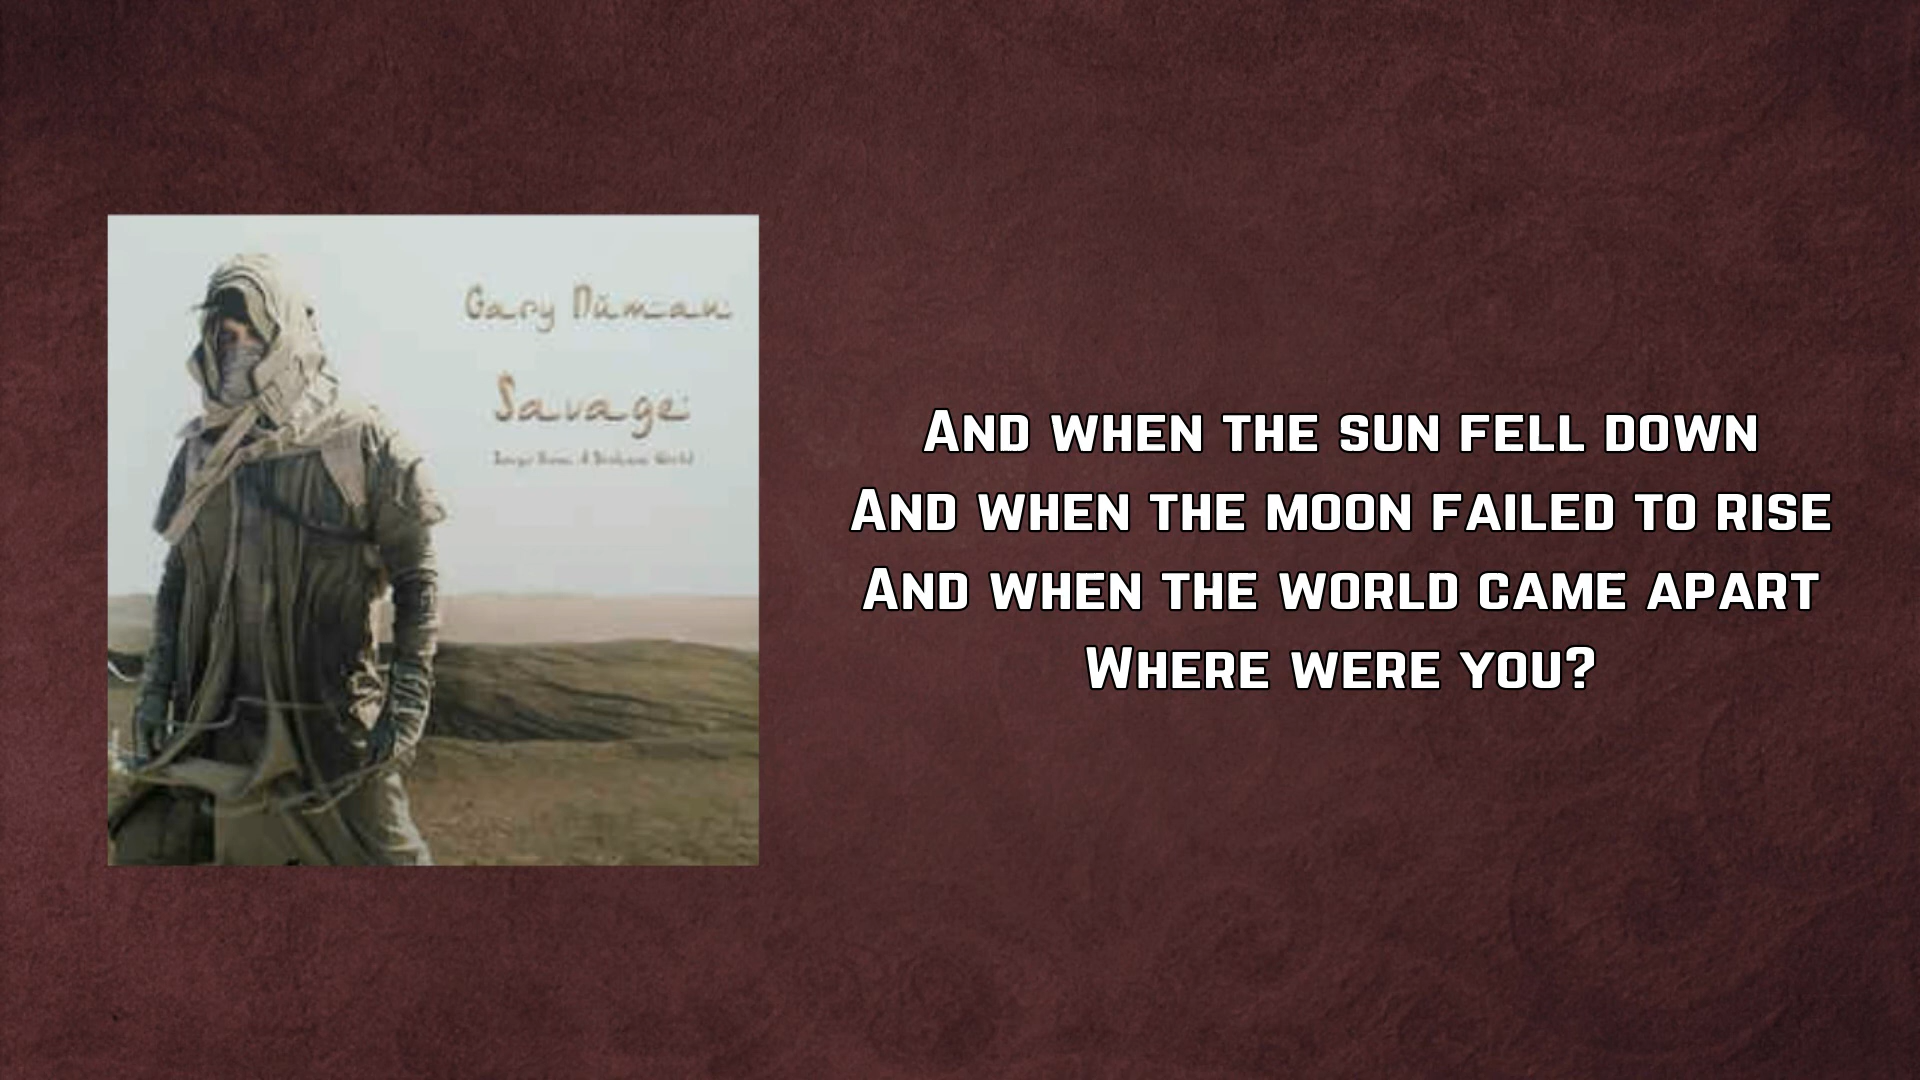 Gary Numan
Savage
And when the sun fell down
And when the moon failed to rise
And when the world came apart
Where were you?